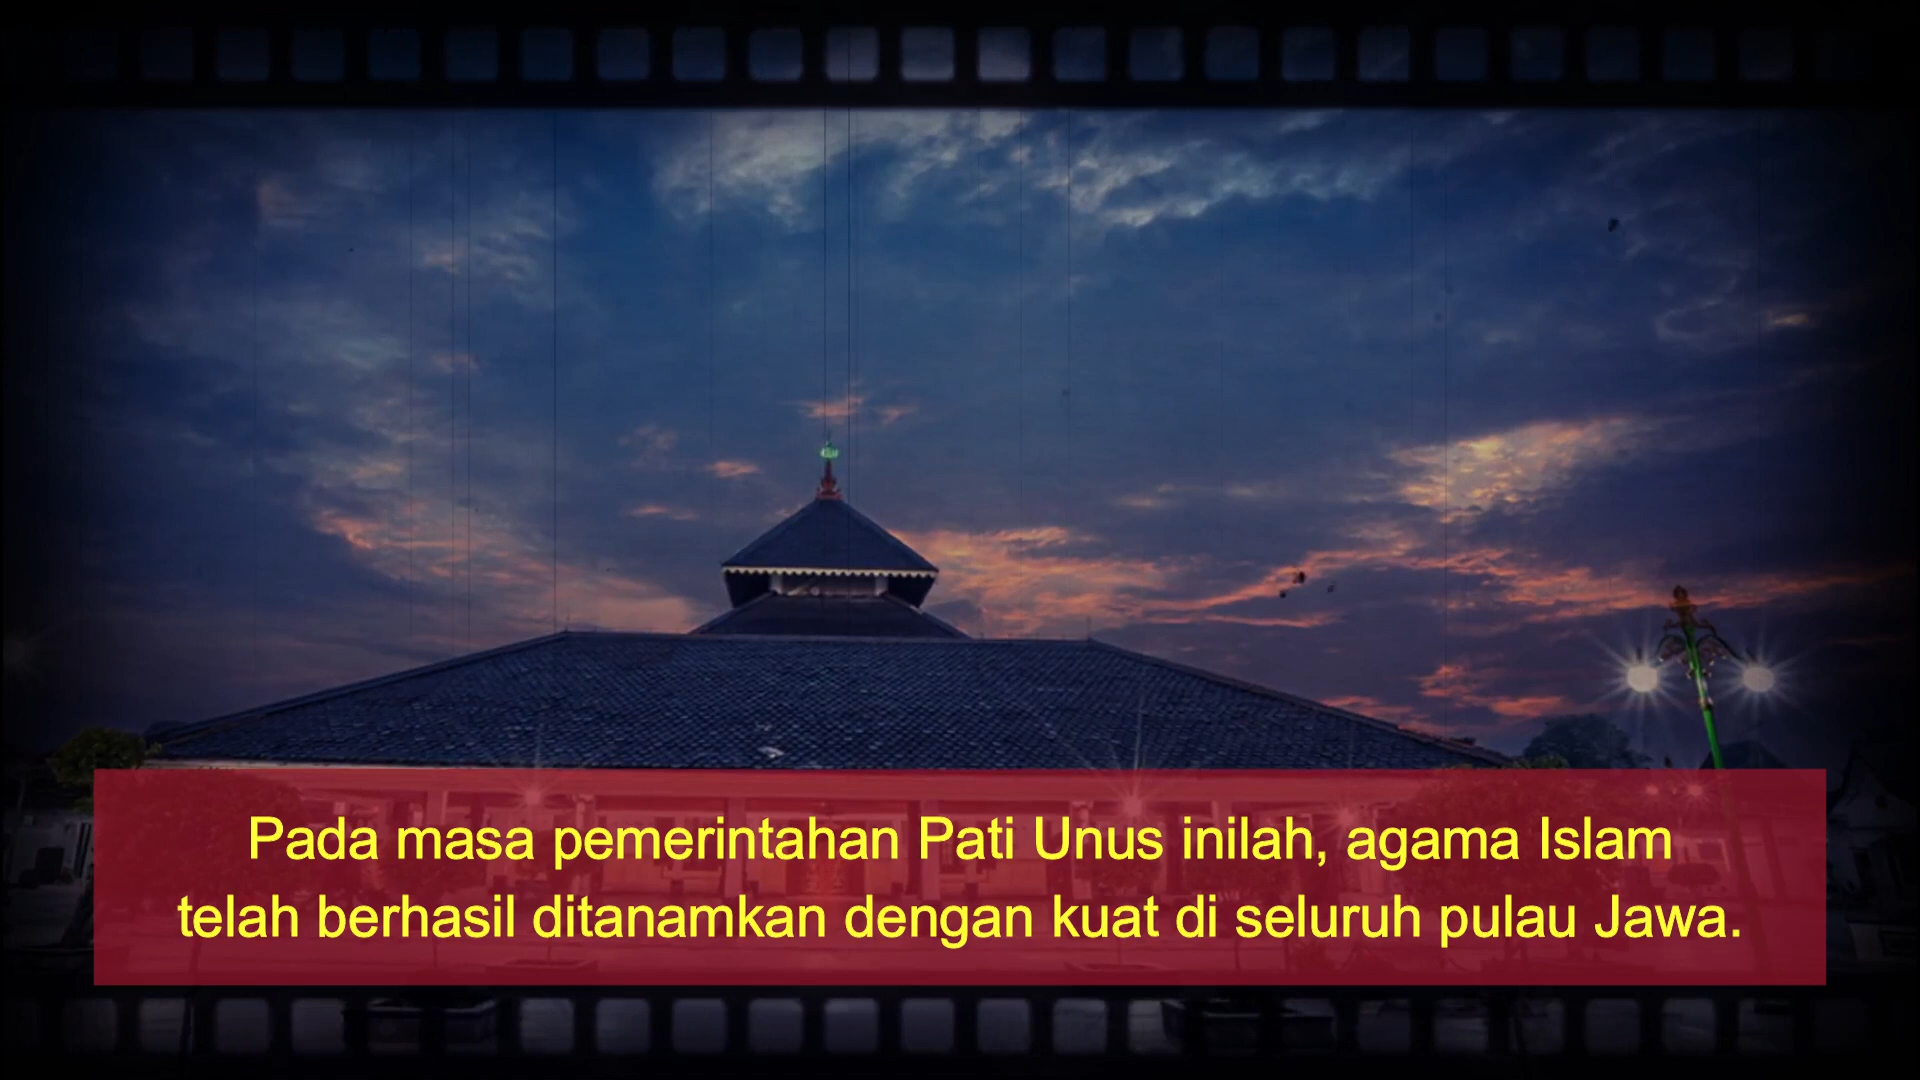 Pada masa pemerintahan Pati Unus inilah, agama Islam
telah berhasil ditanamkan dengan kuat di seluruh pulau Jawa.